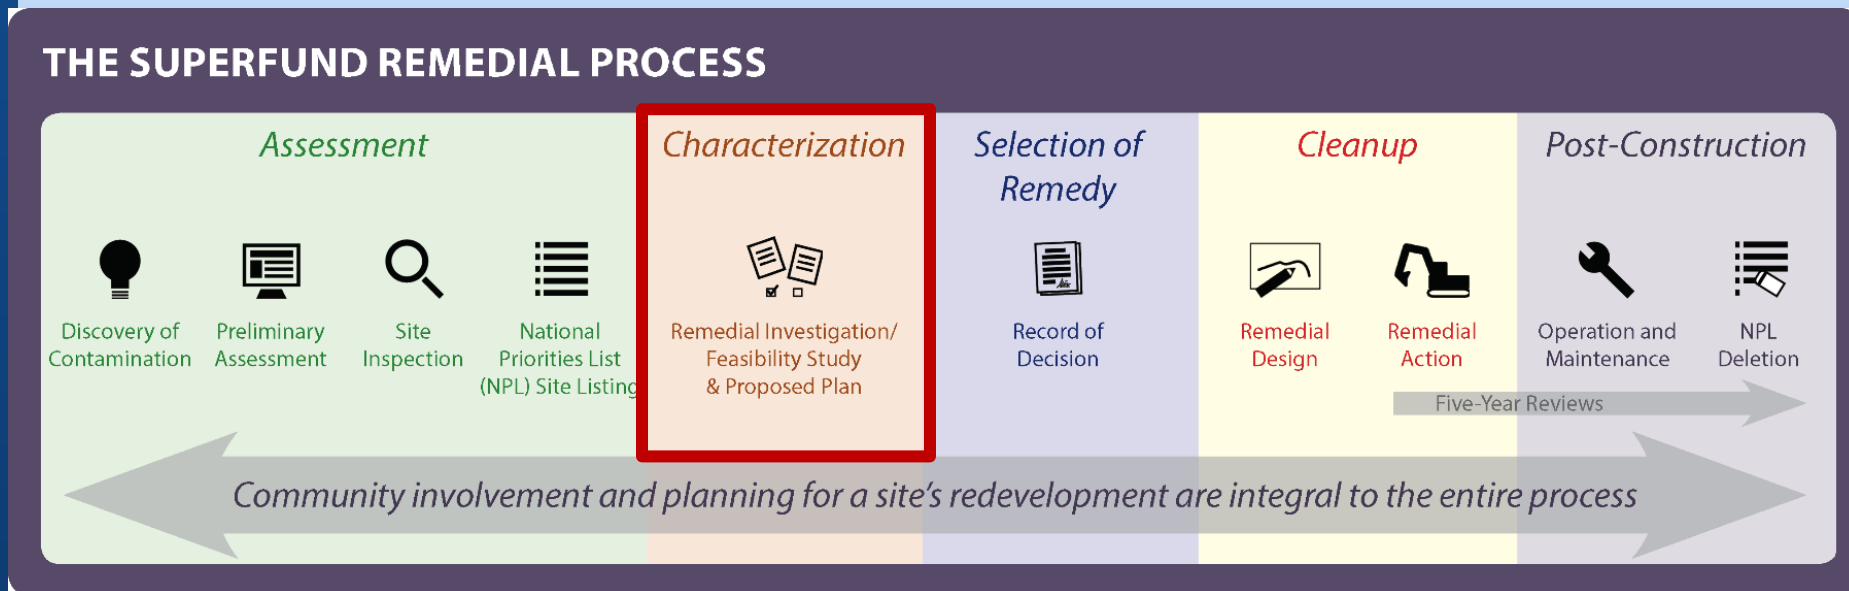 THE SUPERFUND REMEDIAL PROCESS
Assessment
Discovery of
Contamination
Preliminary
Assessment
Site
Inspection
National
Priorities List
(NPL) Site Listing
Characterization
Remedial Investigation/
Feasibility Study
& Proposed Plan
Selection of
Remedy
Record of
Decision
Cleanup
Remedial
Design
Remedial
Action
Post-Construction
Operation and
Maintenance
NPL
Deletion
Five-Year Reviews
Community involvement and planning for a site's redevelopment are integral to the entire process